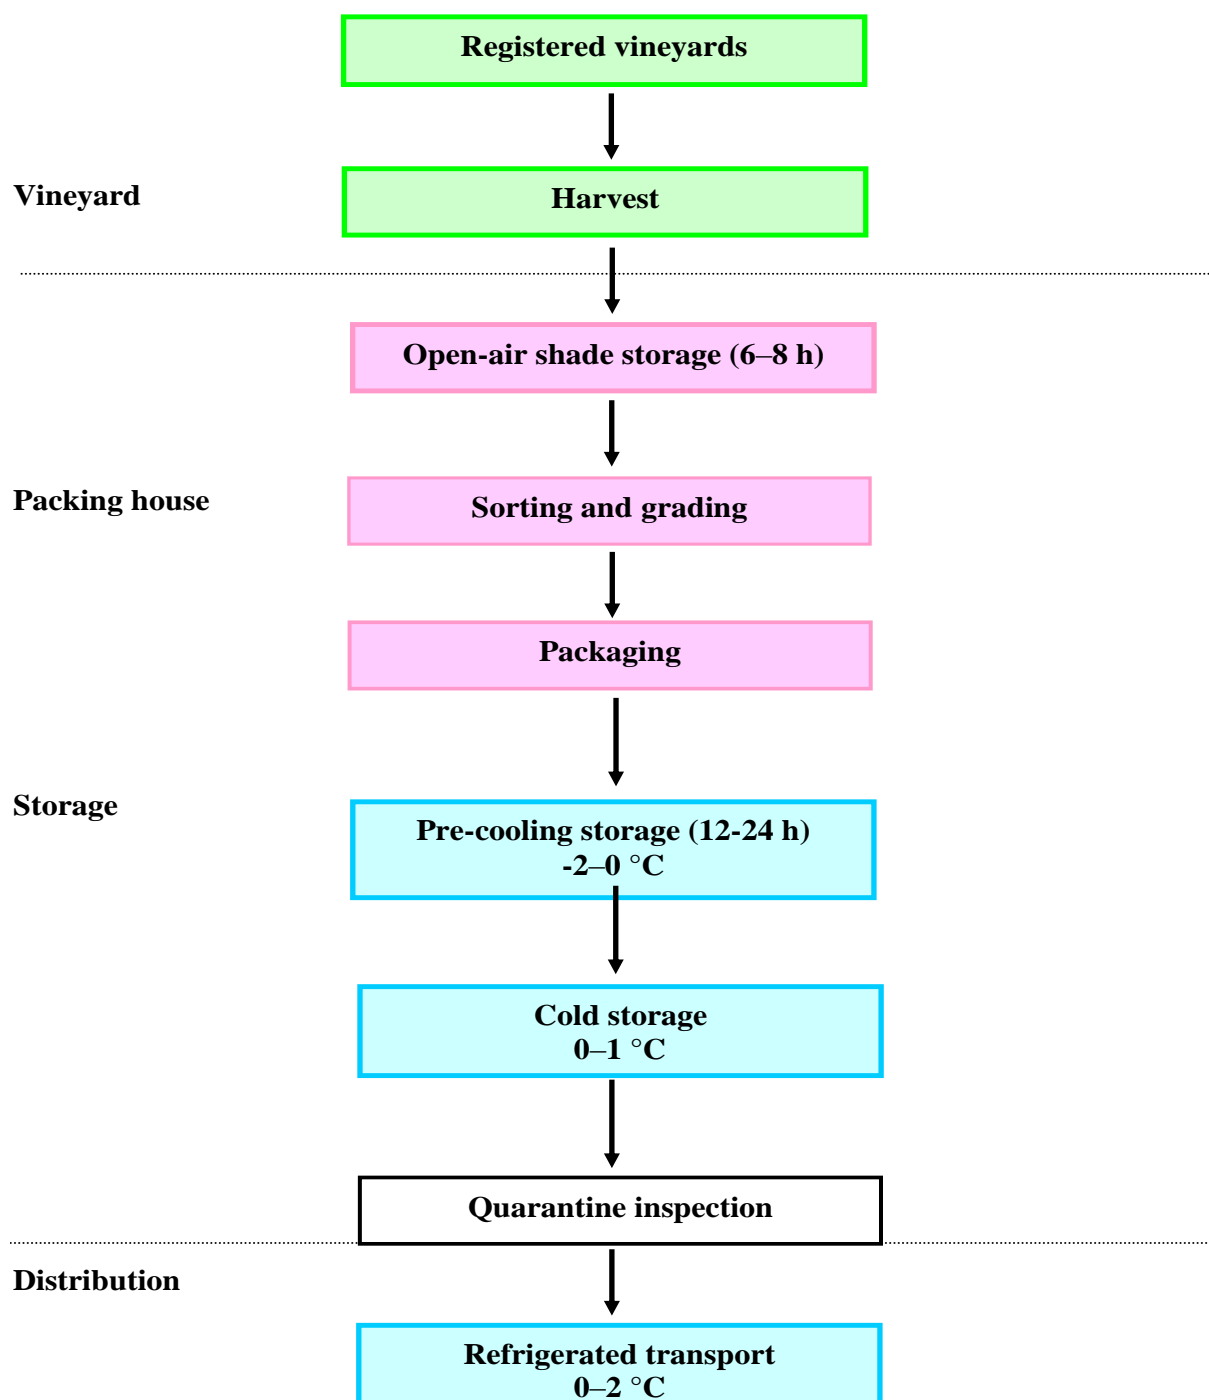 Registered vineyards
Vineyard
Harvest
Open-air shade storage (6–8 h)
Packing house
Sorting and grading
Packaging
Storage
Pre-cooling storage (12-24 h)
-2–0 °C
Cold storage
0–1 °C
Quarantine inspection
Distribution
Refrigerated transport
0–2 °C